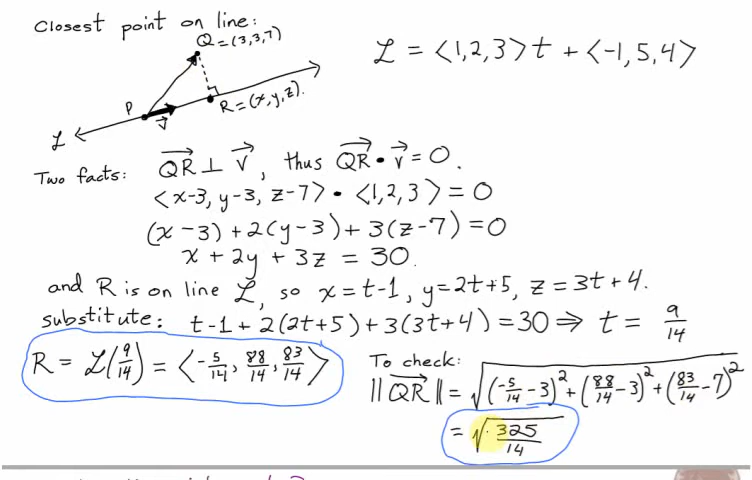 Closest point on line:
Q=(3,3,7)
P
R=(x,y,z).
v⃗
ℒ
ℒ = <1,2,3>t + <-1,5,4>
Two facts: QR⃗ ⊥ v⃗, thus QR⃗ • v⃗ = 0.
<x-3, y-3, z-7> • <1,2,3> = 0
(x-3)+2(y-3)+3(z-7)=0
x + 2y + 3z = 30.
and R is on line ℒ, so x=t-1, y=2t+5, z=3t+4.
substitute: t-1+2(2t+5)+3(3t+4)=30 ⇒ t = 9/14
R = ℒ(9/14) = <-5/14, 88/14, 83/14>
To check:
||QR⃗|| = √((-5/14-3)²+(88/14-3)²+(83/14-7)²)
= √(325/14)